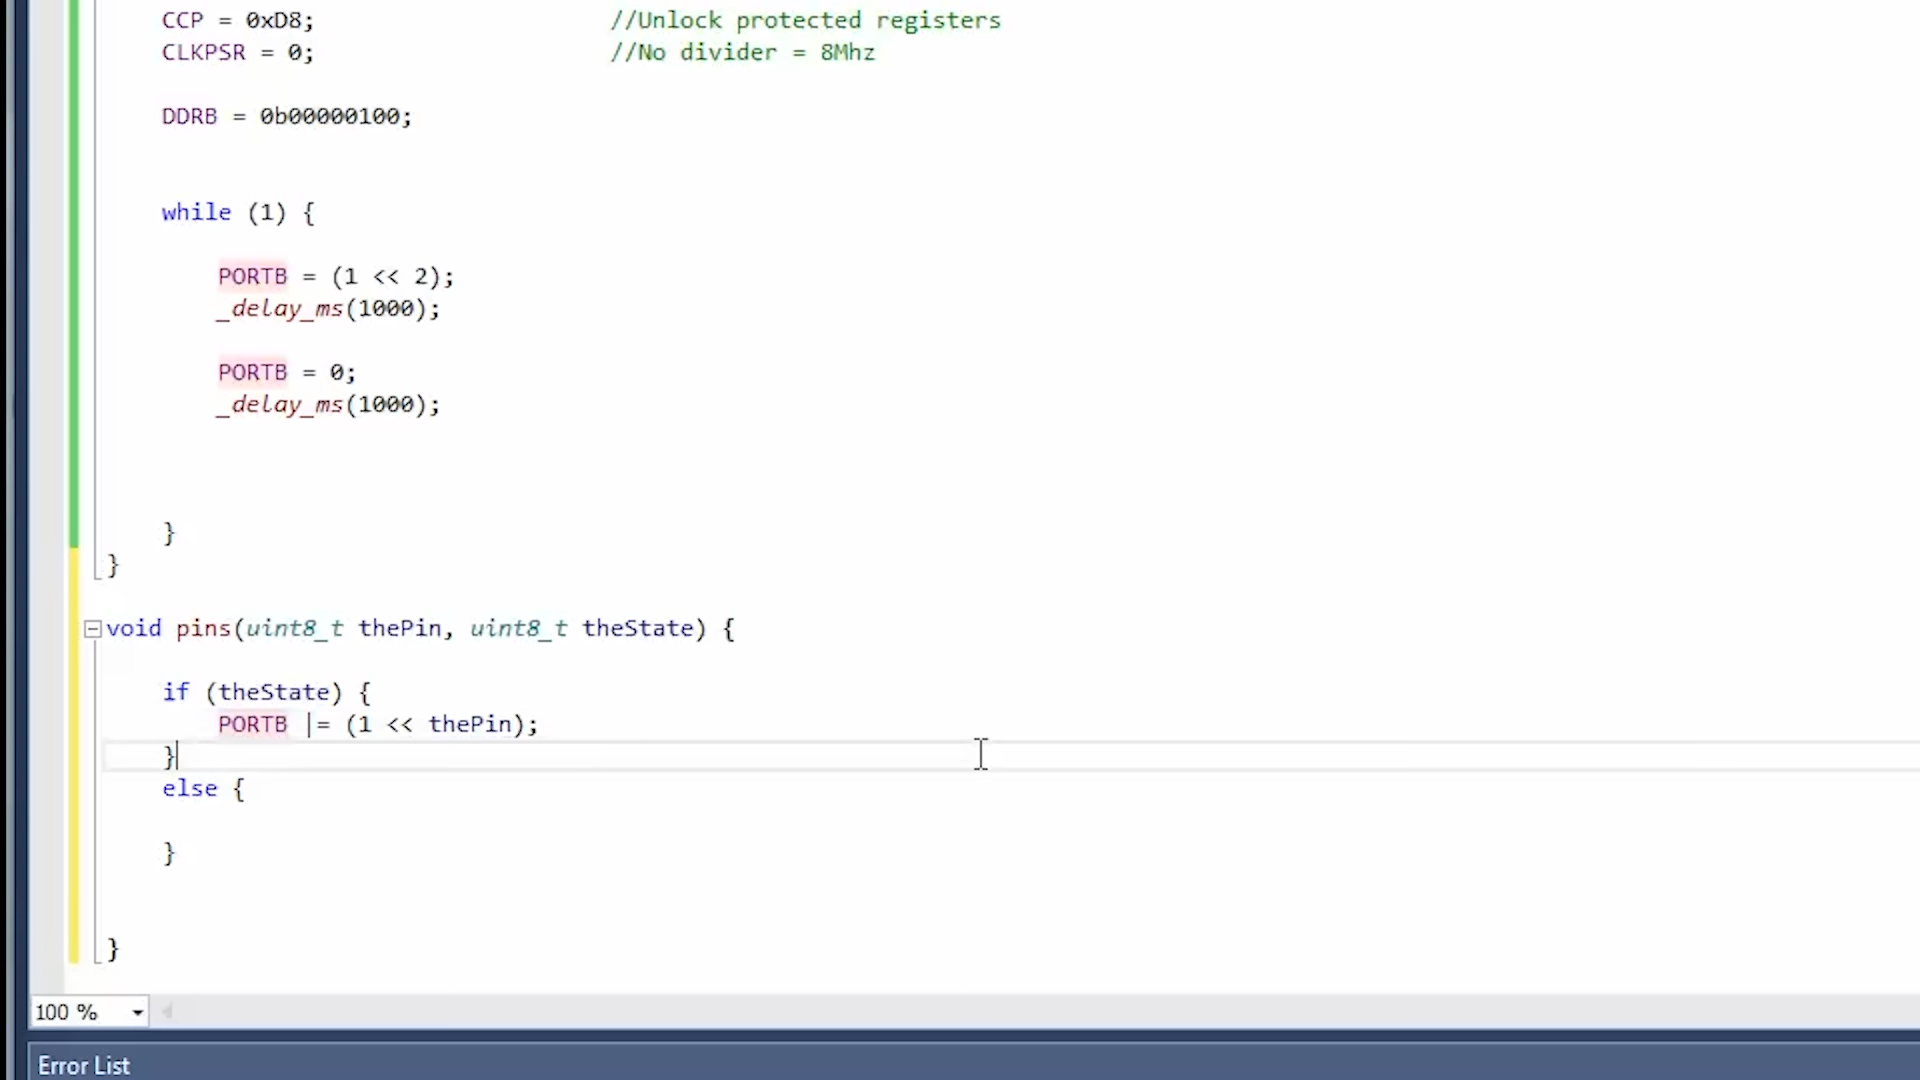 CCP = 0xD8; //Unlock protected registers
CLKPSR = 0; //No divider = 8Mhz
DDRB = 0b00000100;
while (1) {
PORTB = (1 << 2);
_delay_ms(1000);
PORTB = 0;
_delay_ms(1000);
}
}
void pins(uint8_t thePin, uint8_t theState) {
if (theState) {
PORTB |= (1 << thePin);
}
else {
}
}
100 %
Error List